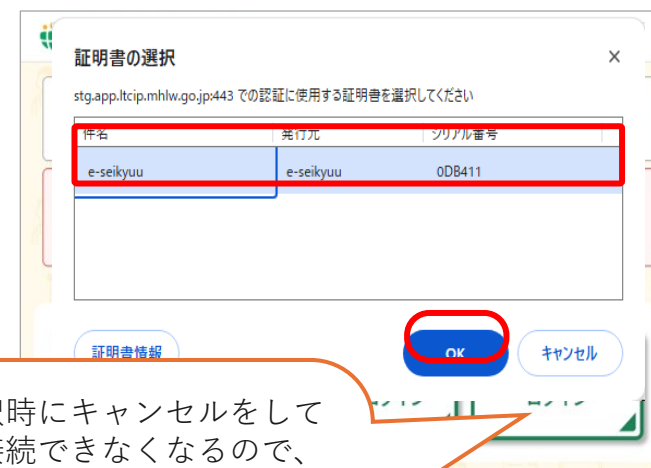 証明書の選択 ×
stg.app.ltcip.mhlw.go.jp:443 での認証に使用する証明書を選択してください
件名 発行元 シリアル番号
e-seikyuu e-seikyuu 0DB411
証明書情報 OK キャンセル
ログイン
時にキャンセルをして
続できなくなるので、